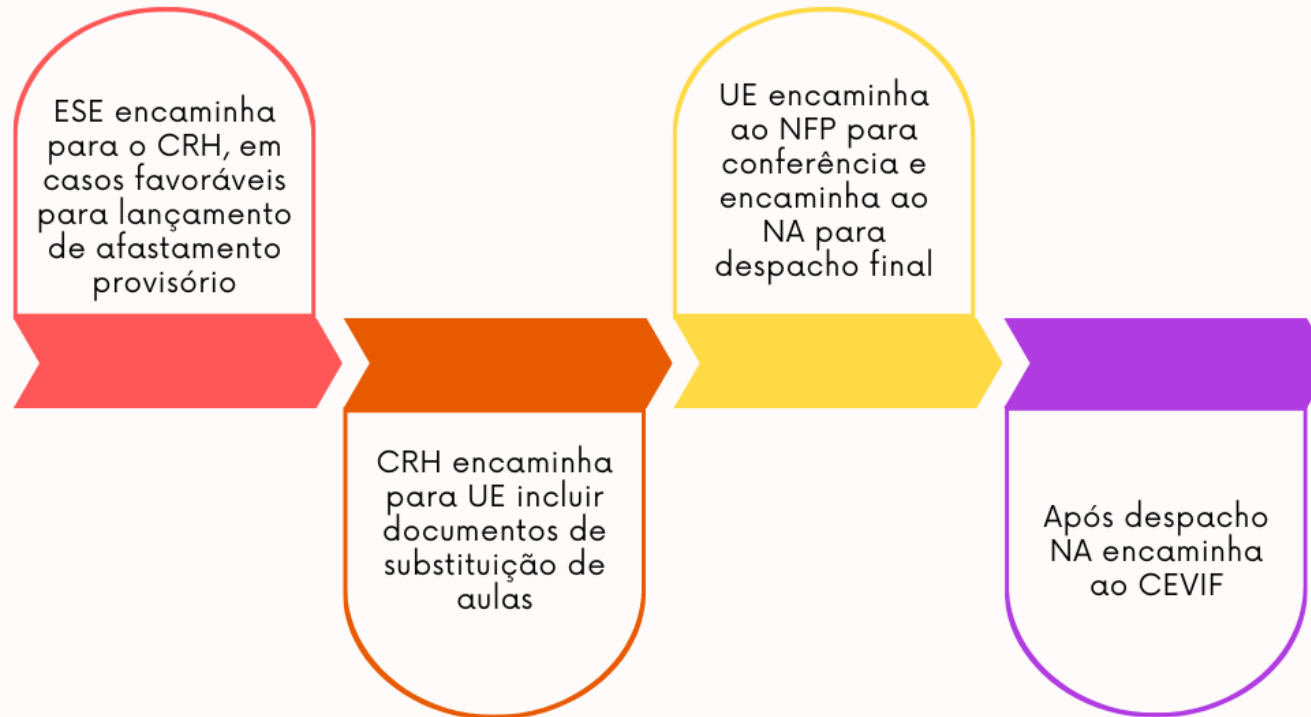 ESE encaminha
para o CRH, em
casos favoráveis
para lançamento
de afastamento
provisório
CRH encaminha
para UE incluir
documentos de
substituição de
aulas
UE encaminha
ao NFP para
conferência e
encaminha ao
NA para
despacho final
Após despacho
NA encaminha
ao CEVIF